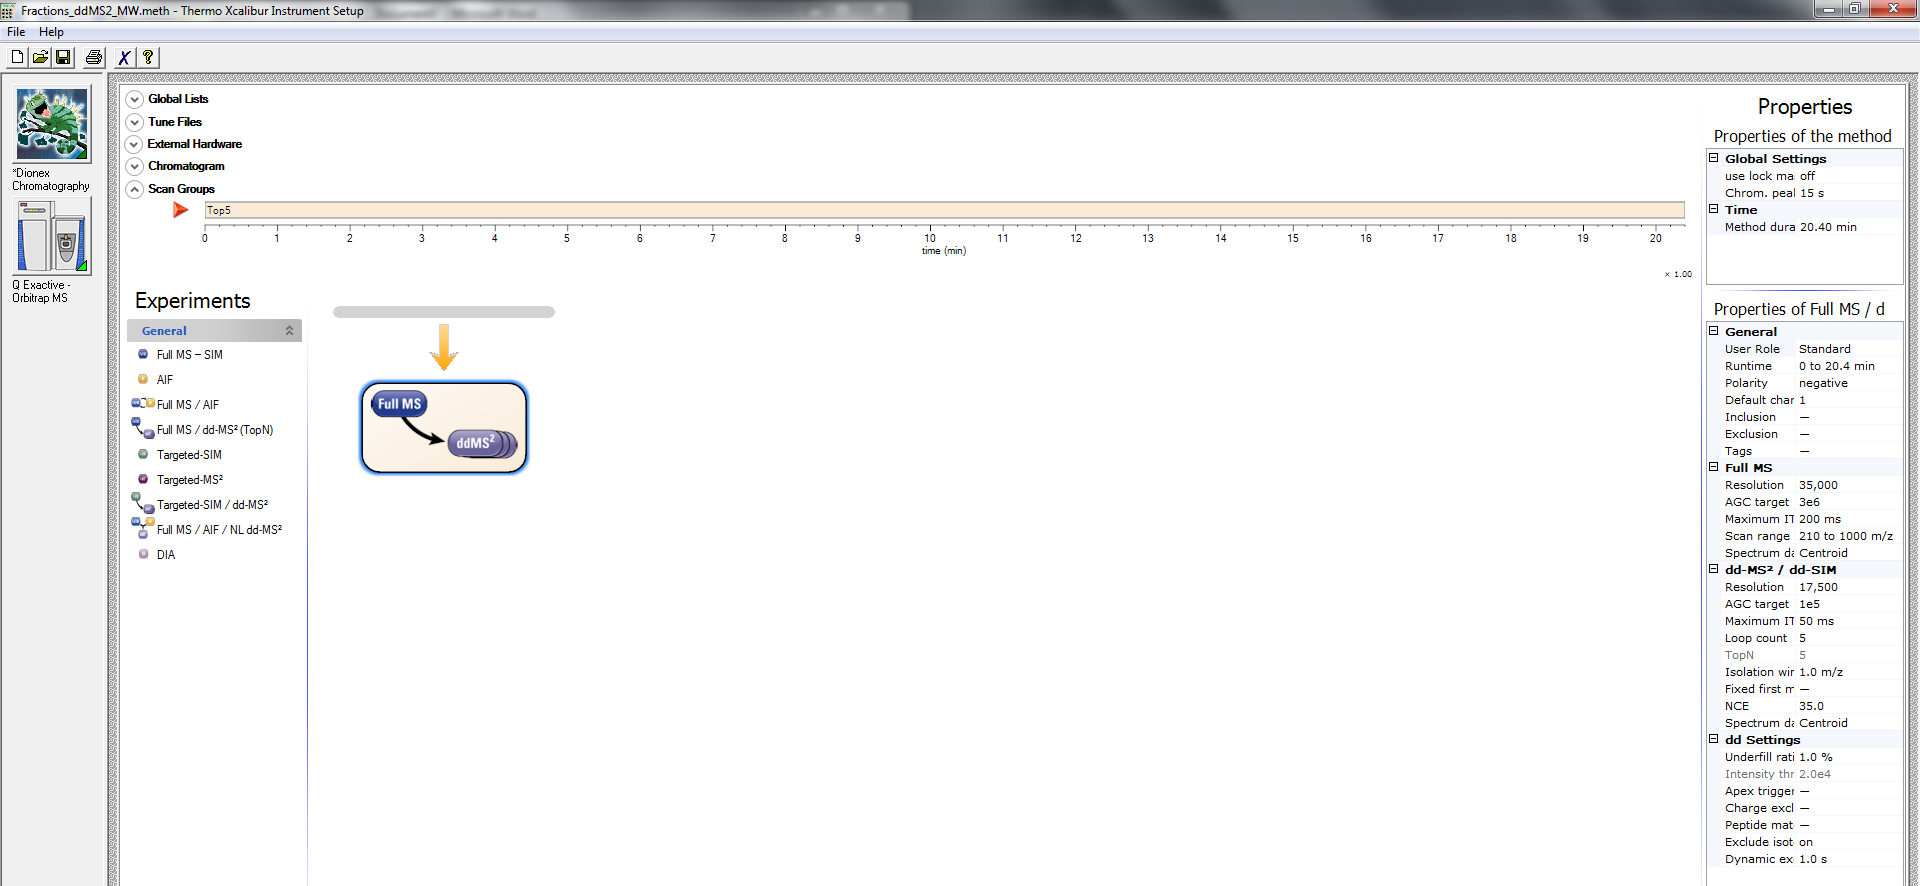 Fractions_ddMS2_MW.meth - Thermo Xcalibur Instrument Setup
File Help
*Dionex
Chromatography
Q Exactive -
Orbitrap MS
Global Lists
Tune Files
External Hardware
Chromatogram
Scan Groups
Top5
0 1 2 3 4 5 6 7 8 9 10 11 12 13 14 15 16 17 18 19 20
time (min)
× 1.00
Experiments
General
Full MS – SIM
AIF
Full MS / AIF
Full MS / dd-MS² (TopN)
Targeted-SIM
Targeted-MS²
Targeted-SIM / dd-MS²
Full MS / AIF / NL dd-MS²
DIA
Full MS
ddMS²
Properties
Properties of the method
Global Settings
use lock ma off
Chrom. peal 15 s
Time
Method dura 20.40 min
Properties of Full MS / d
General
User Role Standard
Runtime 0 to 20.4 min
Polarity negative
Default char 1
Inclusion —
Exclusion —
Tags —
Full MS
Resolution 35,000
AGC target 3e6
Maximum IT 200 ms
Scan range 210 to 1000 m/z
Spectrum da Centroid
dd-MS² / dd-SIM
Resolution 17,500
AGC target 1e5
Maximum IT 50 ms
Loop count 5
TopN 5
Isolation win 1.0 m/z
Fixed first m —
NCE 35.0
Spectrum da Centroid
dd Settings
Underfill rati 1.0 %
Intensity thr 2.0e4
Apex trigger —
Charge excl —
Peptide mat —
Exclude isot on
Dynamic ex 1.0 s